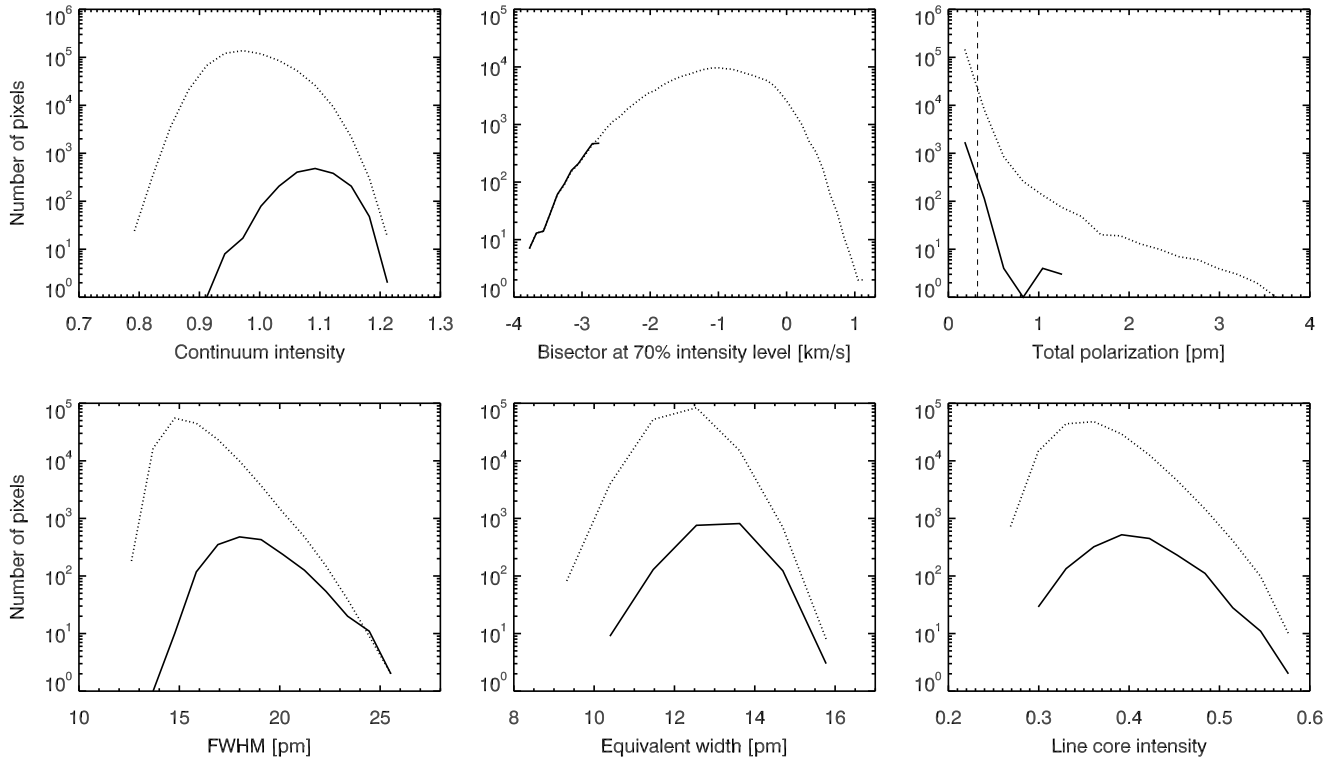 Number of pixels
10^6
10^5
10^4
10^3
10^2
10^1
10^0
0.7 0.8 0.9 1.0 1.1 1.2 1.3
Continuum intensity
10^5
10^4
10^3
10^2
10^1
10^0
-4 -3 -2 -1 0 1
Bisector at 70% intensity level [km/s]
10^6
10^5
10^4
10^3
10^2
10^1
10^0
0 1 2 3 4
Total polarization [pm]
Number of pixels
10^5
10^4
10^3
10^2
10^1
10^0
10 15 20 25
FWHM [pm]
10^5
10^4
10^3
10^2
10^1
10^0
8 10 12 14 16
Equivalent width [pm]
10^5
10^4
10^3
10^2
10^1
10^0
0.2 0.3 0.4 0.5 0.6
Line core intensity